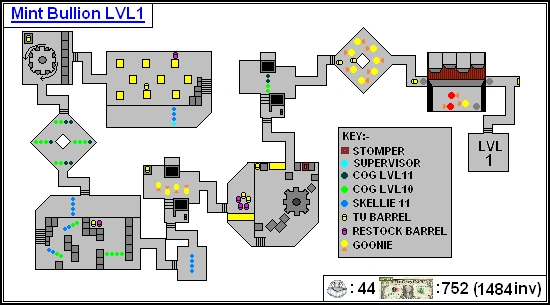 Mint Bullion LVL1
LVL
1
KEY:-
STOMPER
SUPERVISOR
COG LVL11
COG LVL10
SKELLIE 11
TU BARREL
RESTOCK BARREL
GOONIE
: 44 :752 (1484inv)